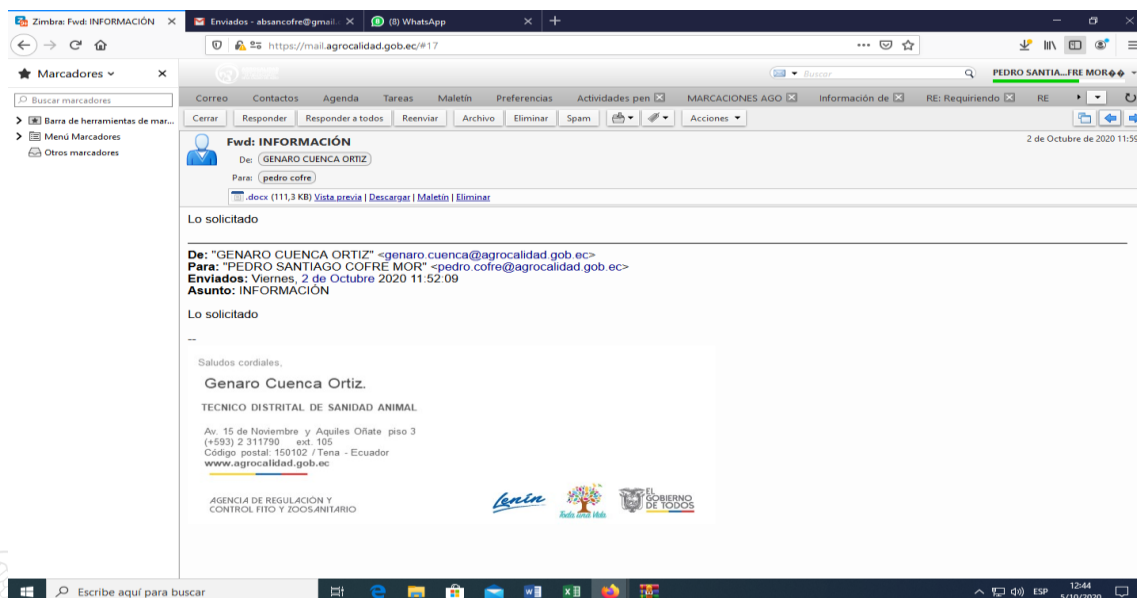 Zimbra: Fwd: INFORMACIÓN
Enviados - absancofre@gmail.
(8) WhatsApp
https://mail.agrocalidad.gob.ec/#17
Marcadores
Buscar
PEDRO SANTIA...FRE MOR��
Buscar marcadores
Correo Contactos Agenda Tareas Maletín Preferencias Actividades pen MARCACIONES AGO Información de RE: Requiriendo RE
Barra de herramientas de mar...
Cerrar Responder Responder a todos Reenviar Archivo Eliminar Spam Acciones
Menú Marcadores
Otros marcadores
Fwd: INFORMACIÓN
2 de Octubre de 2020 11:59
De: GENARO CUENCA ORTIZ
Para: pedro cofre
.docx (111,3 KB) Vista previa | Descargar | Maletín | Eliminar
Lo solicitado
De: "GENARO CUENCA ORTIZ" <genaro.cuenca@agrocalidad.gob.ec>
Para: "PEDRO SANTIAGO COFRE MOR" <pedro.cofre@agrocalidad.gob.ec>
Enviados: Viernes, 2 de Octubre 2020 11:52:09
Asunto: INFORMACIÓN
Lo solicitado
--
Saludos cordiales,
Genaro Cuenca Ortiz.
TECNICO DISTRITAL DE SANIDAD ANIMAL
Av. 15 de Noviembre y Aquiles Oñate piso 3
(+593) 2 311790 ext. 105
Código postal: 150102 / Tena - Ecuador
www.agrocalidad.gob.ec
AGENCIA DE REGULACIÓN Y
CONTROL FITO Y ZOOSANITARIO
Lenín
Toda una Vida
EL
GOBIERNO
DE TODOS
Escribe aquí para buscar
ESP
12:44
5/10/2020